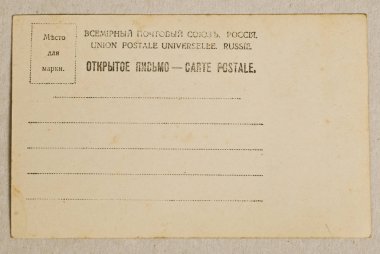 Мѣсто
для
марки.
ВСЕМІРНЫЙ ПОЧТОВЫЙ СОЮЗЪ. РОССІЯ.
UNION POSTALE UNIVERSELLE. RUSSIE.
ОТКРЫТОЕ ПИСЬМО — CARTE POSTALE.